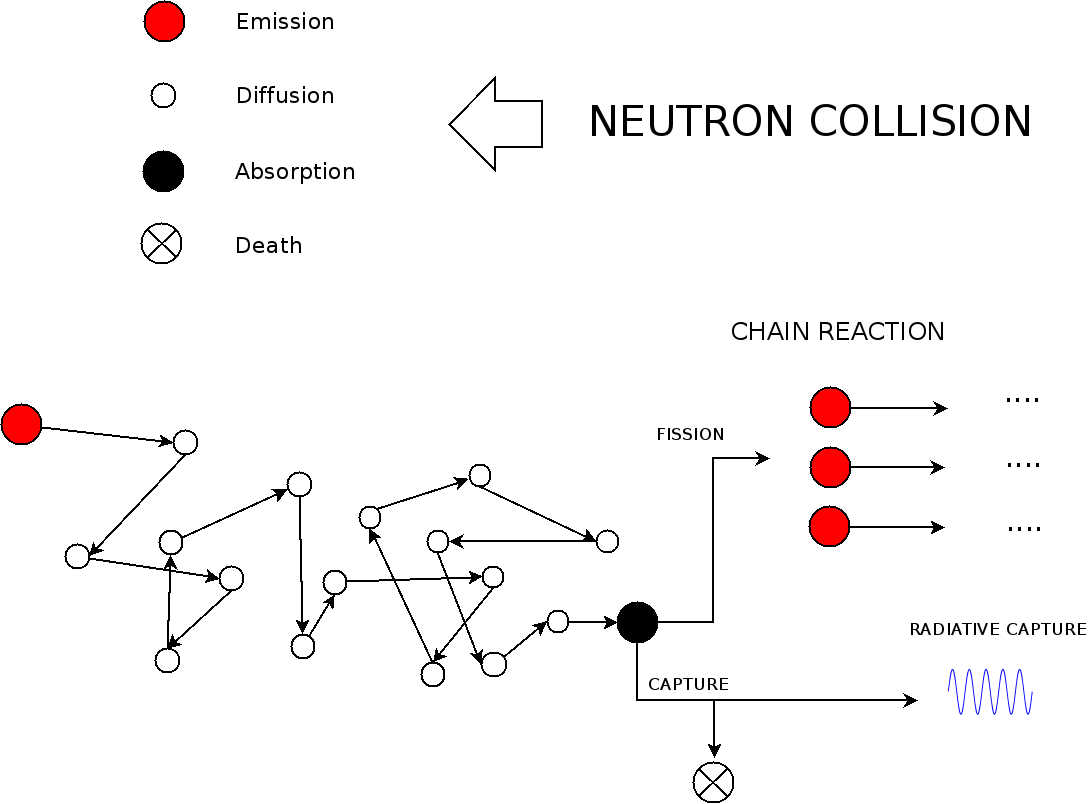 Emission
Diffusion
NEUTRON COLLISION
Absorption
Death
CHAIN REACTION
....
FISSION
....
....
RADIATIVE CAPTURE
CAPTURE